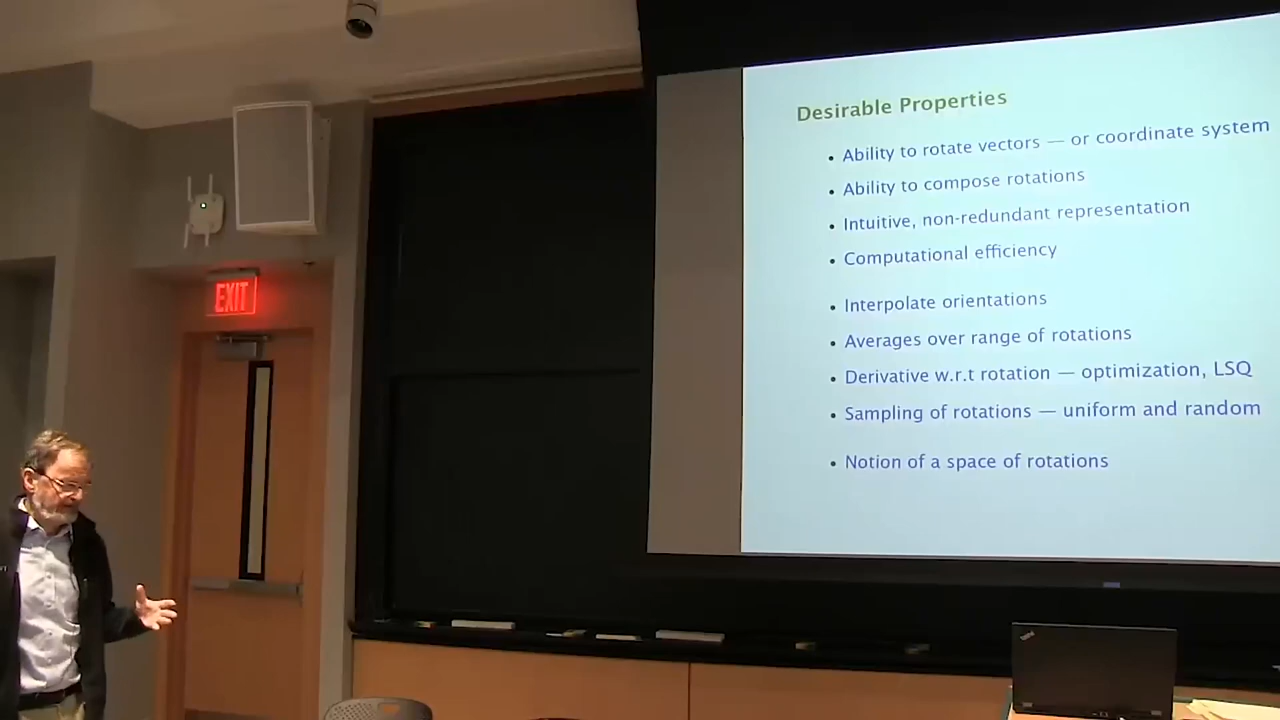 Desirable Properties
• Ability to rotate vectors — or coordinate system
• Ability to compose rotations
• Intuitive, non-redundant representation
• Computational efficiency
• Interpolate orientations
• Averages over range of rotations
• Derivative w.r.t rotation — optimization, LSQ
• Sampling of rotations — uniform and random
• Notion of a space of rotations
EXIT